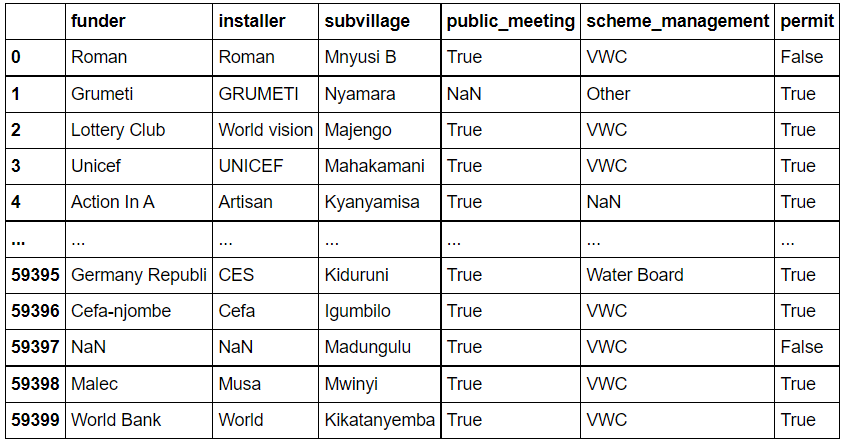 funder installer subvillage public_meeting scheme_management permit
0 Roman Roman Mnyusi B True VWC False
1 Grumeti GRUMETI Nyamara NaN Other True
2 Lottery Club World vision Majengo True VWC True
3 Unicef UNICEF Mahakamani True VWC True
4 Action In A Artisan Kyanyamisa True NaN True
... ... ... ... ... ... ...
59395 Germany Republi CES Kiduruni True Water Board True
59396 Cefa-njombe Cefa Igumbilo True VWC True
59397 NaN NaN Madungulu True VWC False
59398 Malec Musa Mwinyi True VWC True
59399 World Bank World Kikatanyemba True VWC True